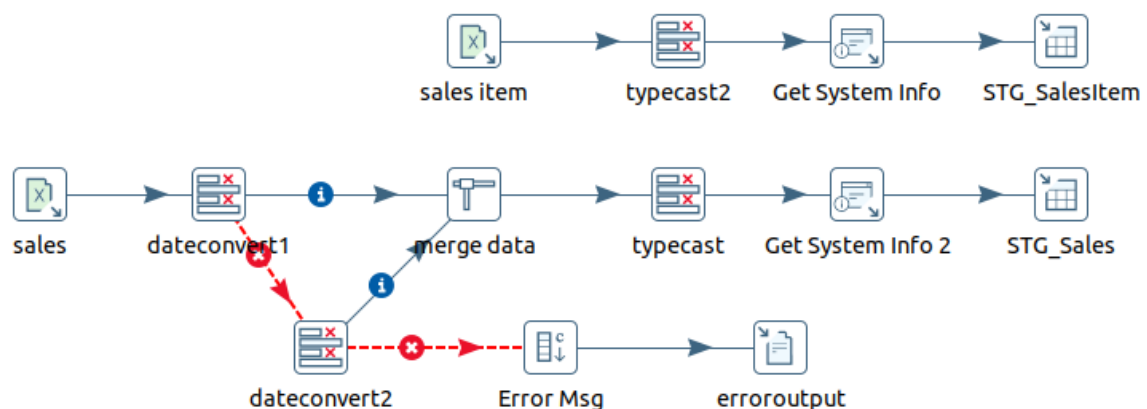 sales item
typecast2
Get System Info
STG_SalesItem
sales
dateconvert1
merge data
typecast
Get System Info 2
STG_Sales
dateconvert2
Error Msg
erroroutput